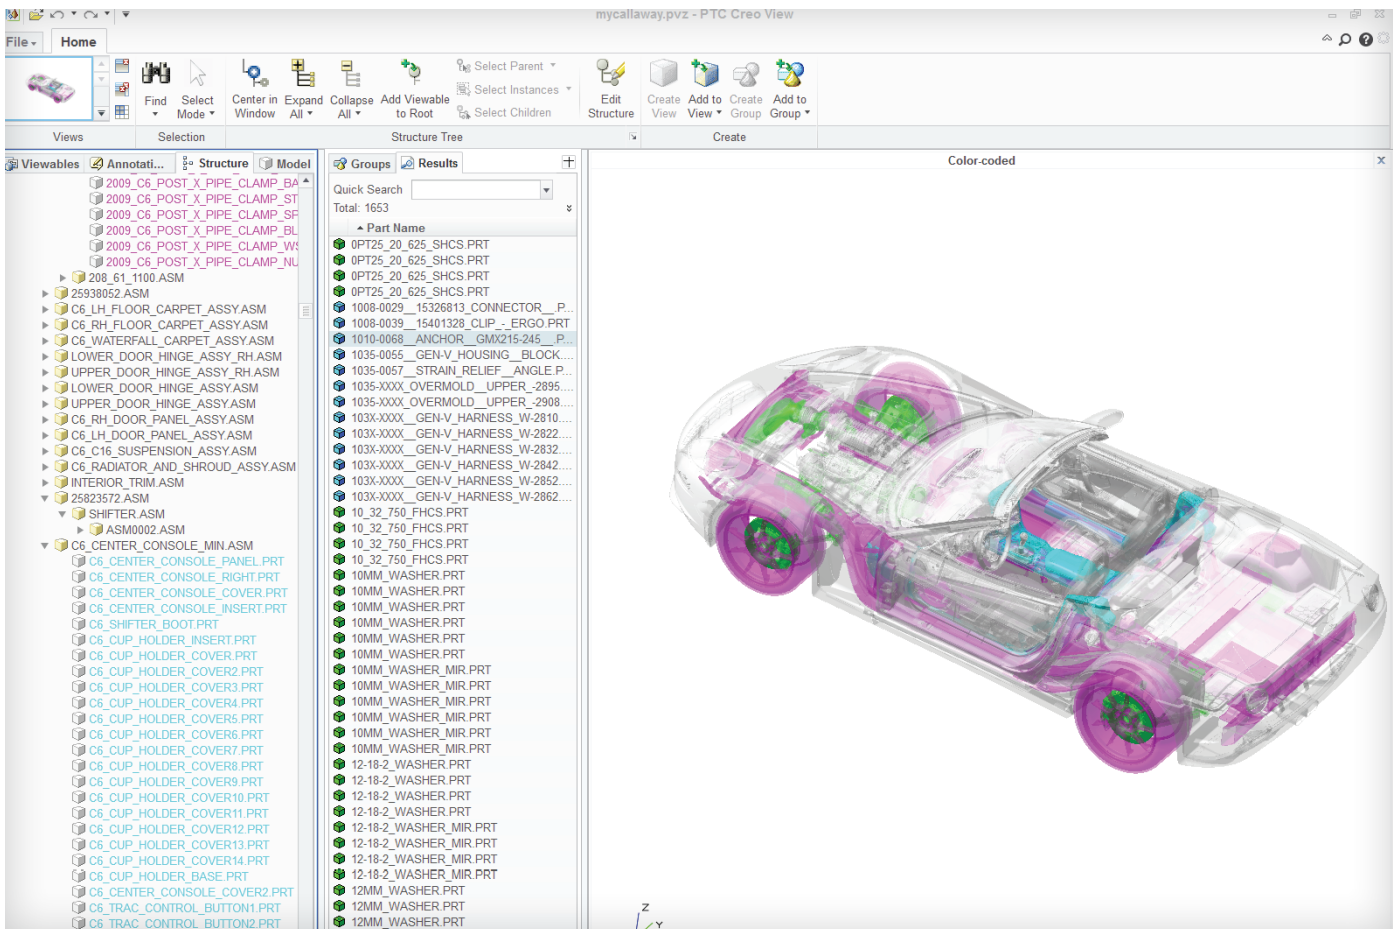 mycallaway.pvz - PTC Creo View
File
Home
Find
Select
Mode
Center in
Window
Expand
All
Collapse
All
Add Viewable
to Root
Select Parent
Select Instances
Select Children
Edit
Structure
Create
View
Add to
View
Create
Group
Add to
Group
Views
Selection
Structure Tree
Create
Viewables
Annotati...
Structure
Model
2009_C6_POST_X_PIPE_CLAMP_BA
2009_C6_POST_X_PIPE_CLAMP_ST
2009_C6_POST_X_PIPE_CLAMP_SP
2009_C6_POST_X_PIPE_CLAMP_BL
2009_C6_POST_X_PIPE_CLAMP_WS
2009_C6_POST_X_PIPE_CLAMP_NU
208_61_1100.ASM
25938052.ASM
C6_LH_FLOOR_CARPET_ASSY.ASM
C6_RH_FLOOR_CARPET_ASSY.ASM
C6_WATERFALL_CARPET_ASSY.ASM
LOWER_DOOR_HINGE_ASSY_RH.ASM
UPPER_DOOR_HINGE_ASSY_RH.ASM
LOWER_DOOR_HINGE_ASSY.ASM
UPPER_DOOR_HINGE_ASSY.ASM
C6_RH_DOOR_PANEL_ASSY.ASM
C6_LH_DOOR_PANEL_ASSY.ASM
C6_C16_SUSPENSION_ASSY.ASM
C6_RADIATOR_AND_SHROUD_ASSY.ASM
INTERIOR_TRIM.ASM
25823572.ASM
SHIFTER.ASM
ASM0002.ASM
C6_CENTER_CONSOLE_MIN.ASM
C6_CENTER_CONSOLE_PANEL.PRT
C6_CENTER_CONSOLE_RIGHT.PRT
C6_CENTER_CONSOLE_COVER.PRT
C6_CENTER_CONSOLE_INSERT.PRT
C6_SHIFTER_BOOT.PRT
C6_CUP_HOLDER_INSERT.PRT
C6_CUP_HOLDER_COVER.PRT
C6_CUP_HOLDER_COVER2.PRT
C6_CUP_HOLDER_COVER3.PRT
C6_CUP_HOLDER_COVER4.PRT
C6_CUP_HOLDER_COVER5.PRT
C6_CUP_HOLDER_COVER6.PRT
C6_CUP_HOLDER_COVER7.PRT
C6_CUP_HOLDER_COVER8.PRT
C6_CUP_HOLDER_COVER9.PRT
C6_CUP_HOLDER_COVER10.PRT
C6_CUP_HOLDER_COVER11.PRT
C6_CUP_HOLDER_COVER12.PRT
C6_CUP_HOLDER_COVER13.PRT
C6_CUP_HOLDER_COVER14.PRT
C6_CUP_HOLDER_BASE.PRT
C6_CENTER_CONSOLE_COVER2.PRT
C6_TRAC_CONTROL_BUTTON1.PRT
C6_TRAC_CONTROL_BUTTON2.PRT
Groups
Results
Quick Search
Total: 1653
Part Name
0PT25_20_625_SHCS.PRT
0PT25_20_625_SHCS.PRT
0PT25_20_625_SHCS.PRT
0PT25_20_625_SHCS.PRT
1008-0029__15326813_CONNECTOR__.P...
1008-0039__15401328_CLIP_-_ERGO.PRT
1010-0068__ANCHOR__GMX215-245__.P...
1035-0055__GEN-V_HOUSING__BLOCK....
1035-0057__STRAIN_RELIEF__ANGLE.P...
1035-XXXX_OVERMOLD__UPPER_-2895....
1035-XXXX_OVERMOLD__UPPER_-2908....
103X-XXXX__GEN-V_HARNESS_W-2810....
103X-XXXX__GEN-V_HARNESS_W-2822....
103X-XXXX__GEN-V_HARNESS_W-2832....
103X-XXXX__GEN-V_HARNESS_W-2842....
103X-XXXX__GEN-V_HARNESS_W-2852....
103X-XXXX__GEN-V_HARNESS_W-2862....
10_32_750_FHCS.PRT
10_32_750_FHCS.PRT
10_32_750_FHCS.PRT
10_32_750_FHCS.PRT
10MM_WASHER.PRT
10MM_WASHER.PRT
10MM_WASHER.PRT
10MM_WASHER.PRT
10MM_WASHER.PRT
10MM_WASHER.PRT
10MM_WASHER_MIR.PRT
10MM_WASHER_MIR.PRT
10MM_WASHER_MIR.PRT
10MM_WASHER_MIR.PRT
10MM_WASHER_MIR.PRT
10MM_WASHER_MIR.PRT
12-18-2_WASHER.PRT
12-18-2_WASHER.PRT
12-18-2_WASHER.PRT
12-18-2_WASHER.PRT
12-18-2_WASHER_MIR.PRT
12-18-2_WASHER_MIR.PRT
12-18-2_WASHER_MIR.PRT
12-18-2_WASHER_MIR.PRT
12MM_WASHER.PRT
12MM_WASHER.PRT
12MM_WASHER.PRT
Color-coded
Z
Y